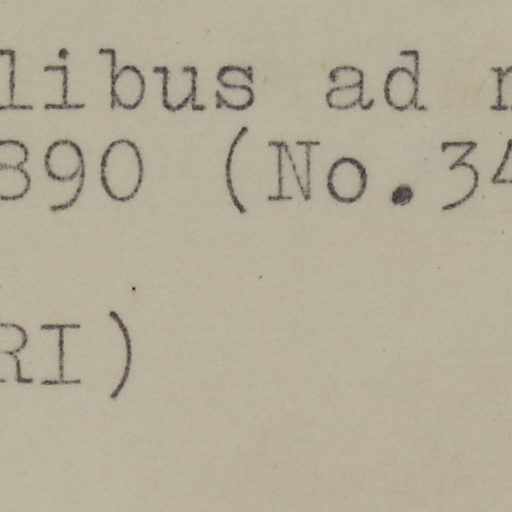 libus ad
890 (No.34
RI)